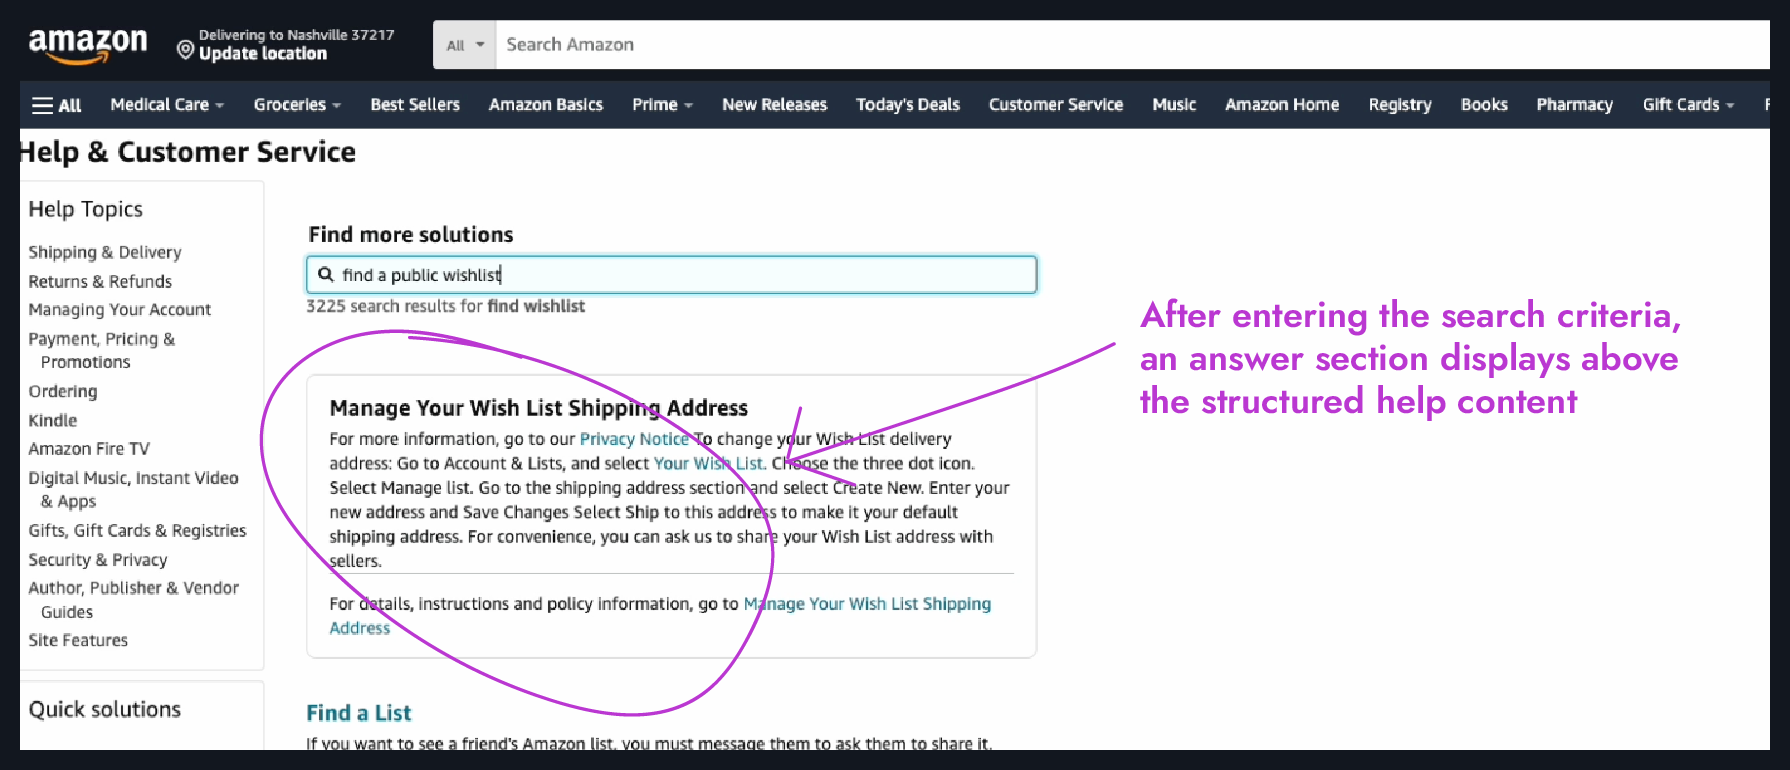 amazon
Delivering to Nashville 37217
Update location
All
Search Amazon
All
Medical Care
Groceries
Best Sellers
Amazon Basics
Prime
New Releases
Today's Deals
Customer Service
Music
Amazon Home
Registry
Books
Pharmacy
Gift Cards
Help & Customer Service
Help Topics
Shipping & Delivery
Returns & Refunds
Managing Your Account
Payment, Pricing &
Promotions
Ordering
Kindle
Amazon Fire TV
Digital Music, Instant Video
& Apps
Gifts, Gift Cards & Registries
Security & Privacy
Author, Publisher & Vendor
Guides
Site Features
Quick solutions
Find more solutions
find a public wishlist
3225 search results for find wishlist
Manage Your Wish List Shipping Address
For more information, go to our Privacy Notice To change your Wish List delivery
address: Go to Account & Lists, and select Your Wish List. Choose the three dot icon.
Select Manage list. Go to the shipping address section and select Create New. Enter your
new address and Save Changes Select Ship to this address to make it your default
shipping address. For convenience, you can ask us to share your Wish List address with
sellers.
For details, instructions and policy information, go to Manage Your Wish List Shipping
Address
Find a List
If you want to see a friend's Amazon list, you must message them to ask them to share it.
After entering the search criteria,
an answer section displays above
the structured help content